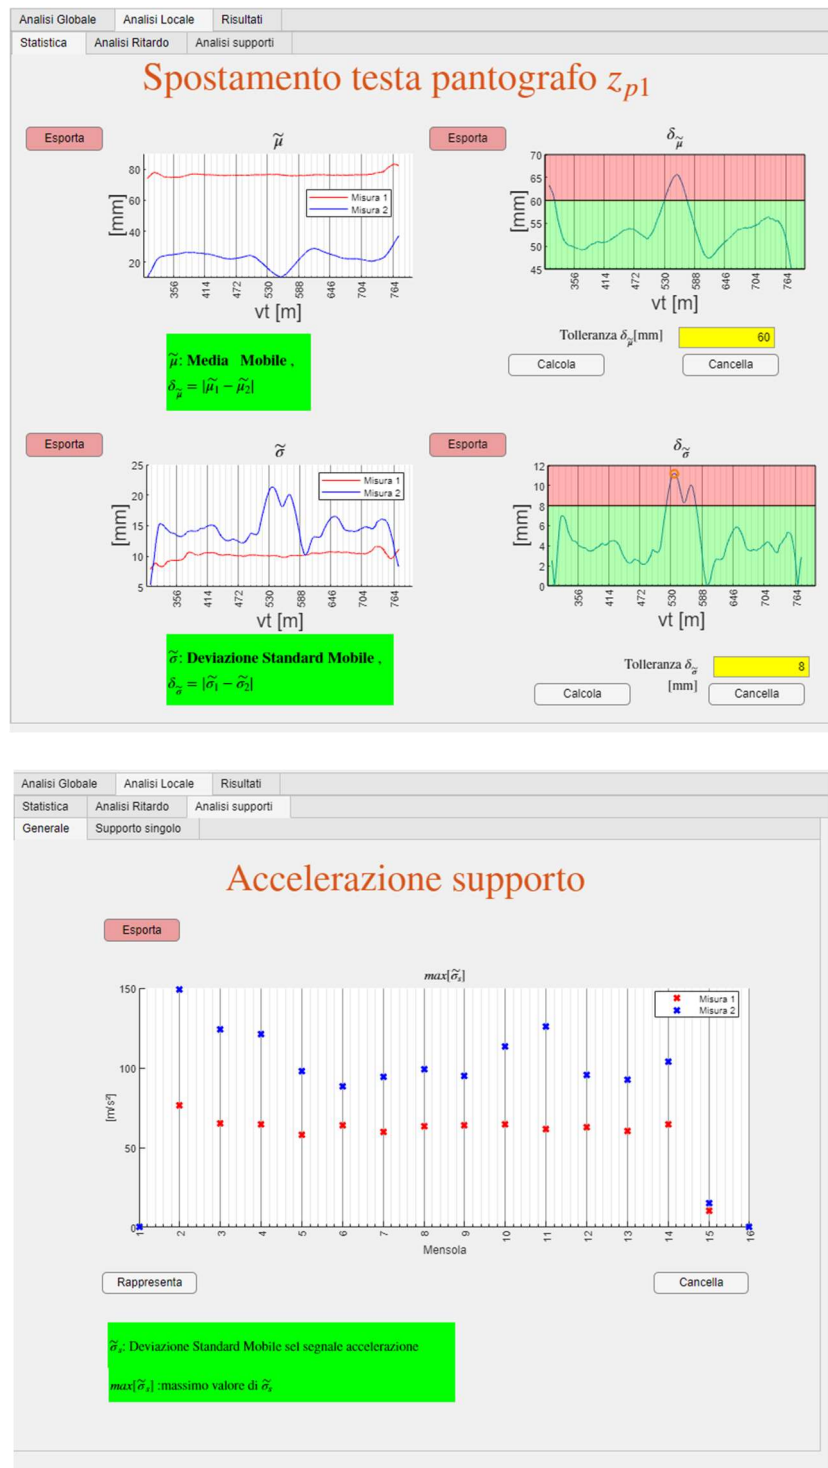 Analisi Globale Analisi Locale Risultati
Statistica Analisi Ritardo Analisi supporti
Spostamento testa pantografo z_{p1}
Esporta
μ̃
[mm]
80
60
40
20
Misura 1
Misura 2
356 414 472 530 588 646 704 764
vt [m]
μ̃: Media Mobile ,
δ_μ̃ = |μ̃₁ − μ̃₂|
Esporta
δ_μ̃
[mm]
70
65
60
55
50
45
356 414 472 530 588 646 704 764
vt [m]
Tolleranza δ_μ̃[mm] 60
Calcola Cancella
Esporta
σ̃
[mm]
25
20
15
10
5
Misura 1
Misura 2
356 414 472 530 588 646 704 764
vt [m]
σ̃: Deviazione Standard Mobile ,
δ_σ̃ = |σ̃₁ − σ̃₂|
Esporta
δ_σ̃
[mm]
12
10
8
6
4
2
0
356 414 472 530 588 646 704 764
vt [m]
Tolleranza δ_σ̃ 8
[mm]
Calcola Cancella
Analisi Globale Analisi Locale Risultati
Statistica Analisi Ritardo Analisi supporti
Generale Supporto singolo
Accelerazione supporto
Esporta
max[σ̃ₛ]
[m/s²]
150
100
50
0
Misura 1
Misura 2
1 2 3 4 5 6 7 8 9 10 11 12 13 14 15 16
Mensola
Rappresenta Cancella
σ̃ₛ: Deviazione Standard Mobile sel segnale accelerazione
max[σ̃ₛ] :massimo valore di σ̃ₛ